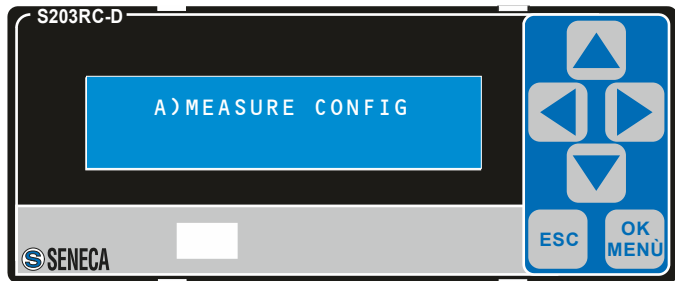 S203RC-D
A)MEASURE CONFIG
ESC
OK
MENÙ
S SENECA